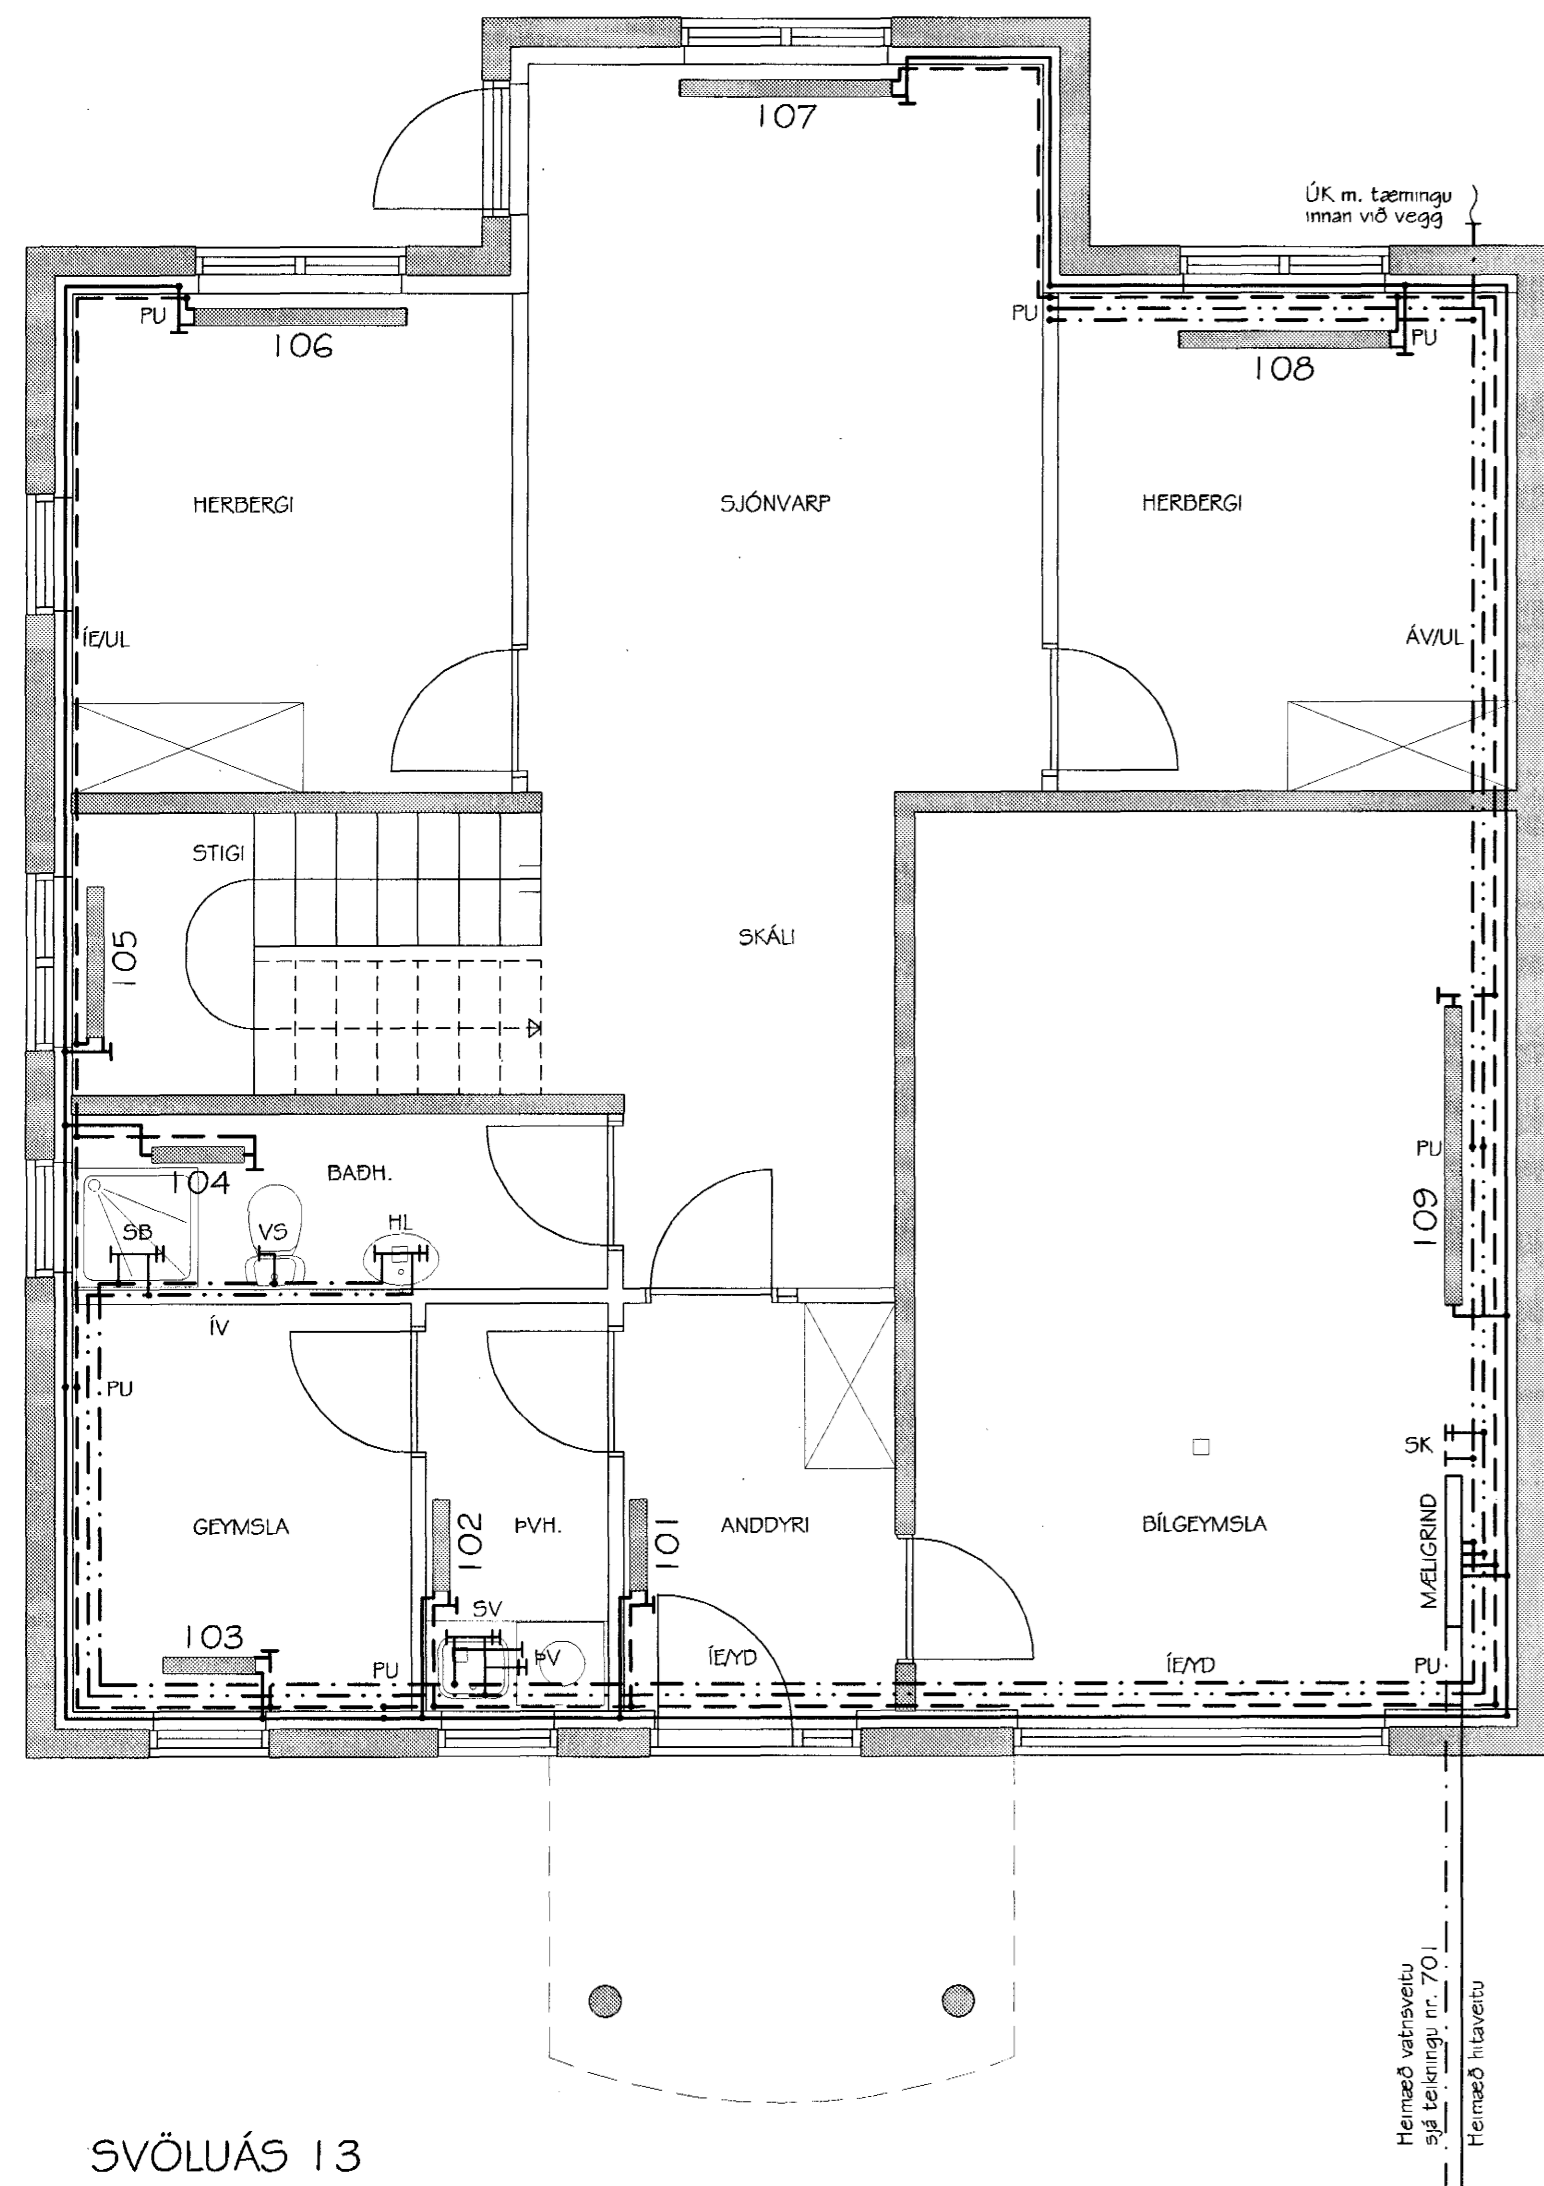 107
ÚK m. tæmingu
innan við vegg
PU
106
PU
PU
108
HERBERGI
SJÓNVARP
HERBERGI
ÍE/UL
ÁV/UL
STIGI
105
SKÁLI
PU
109
BAÐH.
104
SB
VS
HL
ÍV
PU
SK
GEYMSLA
102
ÞVH.
101
ANDDYRI
BÍLGEYMSLA
MÆLIGRIND
103
SV
PU
ÞV
ÍE/YD
ÍE/YD
PU
Heimæð vatnsveitu
sjá teikningu nr. 701
Heimæð hitaveitu
SVÖLUÁS 13